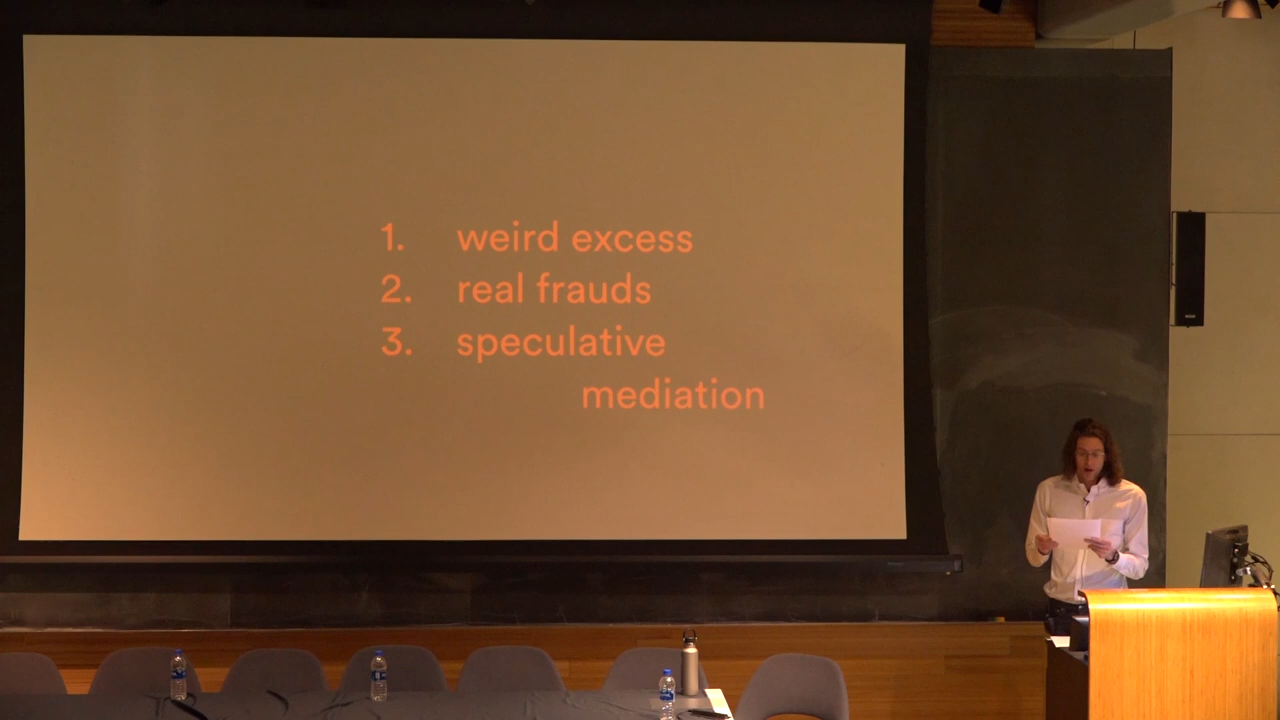 1. weird excess
2. real frauds
3. speculative
mediation